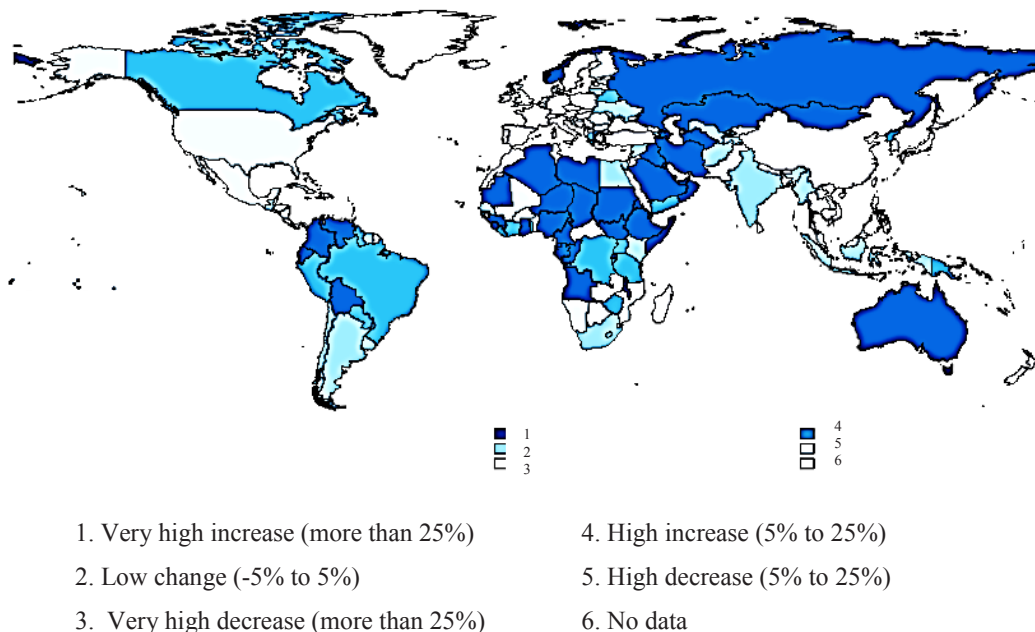 1
2
3
4
5
6
1. Very high increase (more than 25%)
2. Low change (-5% to 5%)
3. Very high decrease (more than 25%)
4. High increase (5% to 25%)
5. High decrease (5% to 25%)
6. No data